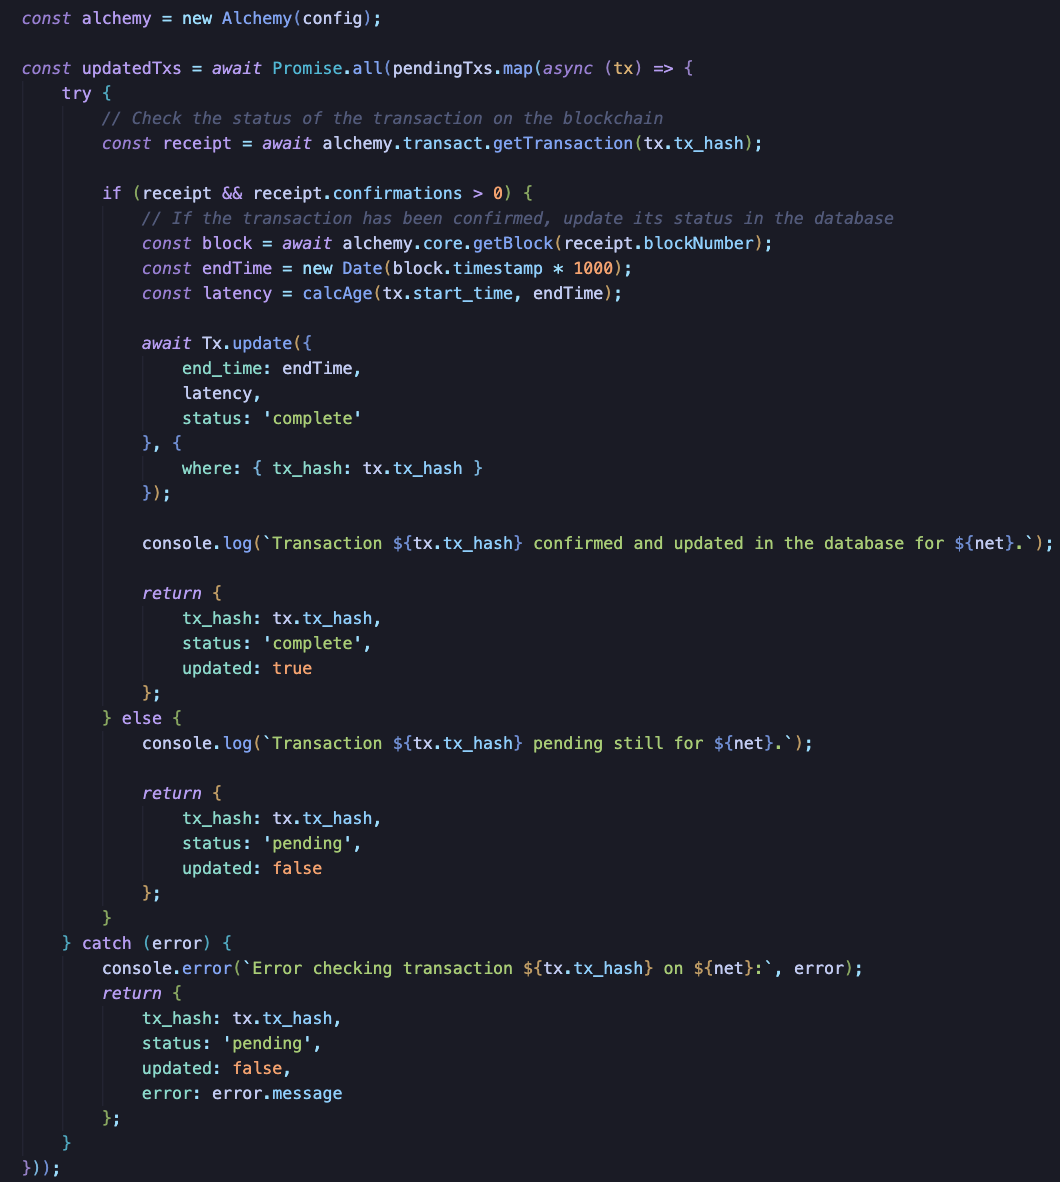 const alchemy = new Alchemy(config);

const updatedTxs = await Promise.all(pendingTxs.map(async (tx) => {
    try {
        // Check the status of the transaction on the blockchain
        const receipt = await alchemy.transact.getTransaction(tx.tx_hash);

        if (receipt && receipt.confirmations > 0) {
            // If the transaction has been confirmed, update its status in the database
            const block = await alchemy.core.getBlock(receipt.blockNumber);
            const endTime = new Date(block.timestamp * 1000);
            const latency = calcAge(tx.start_time, endTime);

            await Tx.update({
                end_time: endTime,
                latency,
                status: 'complete'
            }, {
                where: { tx_hash: tx.tx_hash }
            });

            console.log(`Transaction ${tx.tx_hash} confirmed and updated in the database for ${net}.`);

            return {
                tx_hash: tx.tx_hash,
                status: 'complete',
                updated: true
            };
        } else {
            console.log(`Transaction ${tx.tx_hash} pending still for ${net}.`);

            return {
                tx_hash: tx.tx_hash,
                status: 'pending',
                updated: false
            };
        }
    } catch (error) {
        console.error(`Error checking transaction ${tx.tx_hash} on ${net}:`, error);
        return {
            tx_hash: tx.tx_hash,
            status: 'pending',
            updated: false,
            error: error.message
        };
    }
}));